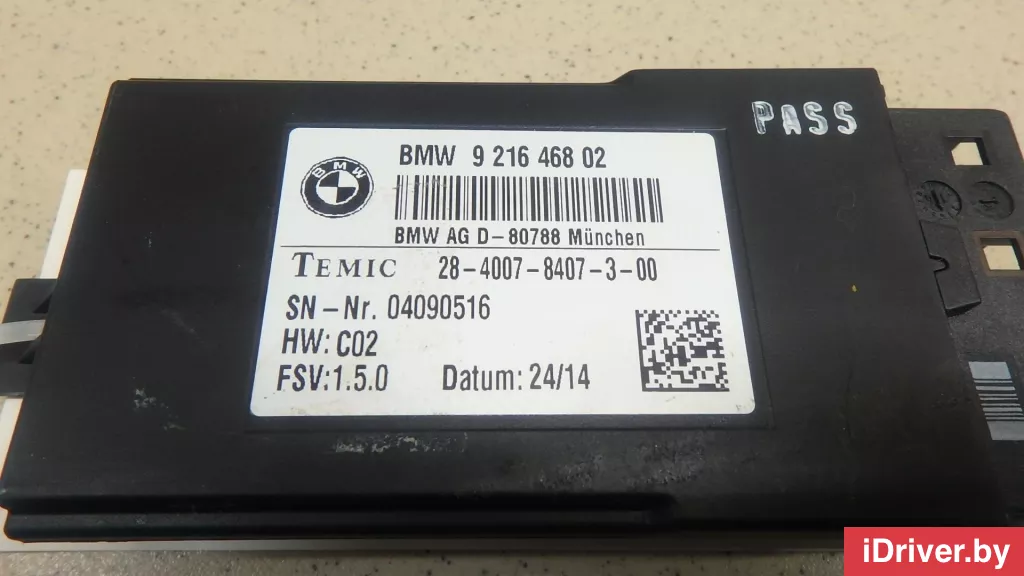 PASS
BMW 9 216 468 02
BMW
BMW AG D-80788 München
TEMIC 28-4007-8407-3-00
SN-Nr. 04090516
HW: C02
FSV:1.5.0 Datum: 24/14
iDriver.by